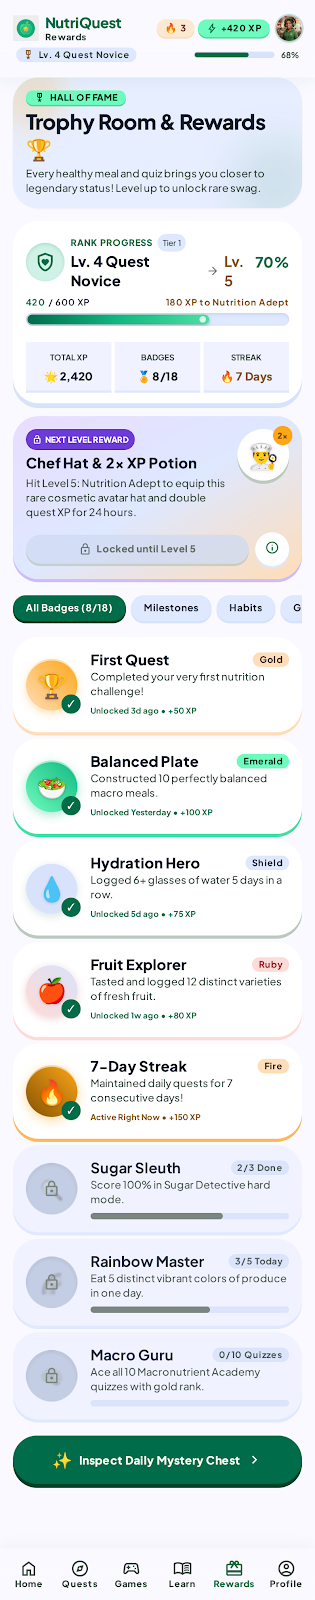 NutriQuest
Rewards
🔥 3
+420 XP
Lv. 4 Quest Novice
68%
HALL OF FAME
Trophy Room & Rewards
🏆
Every healthy meal and quiz brings you closer to
legendary status! Level up to unlock rare swag.
RANK PROGRESS
Tier 1
Lv. 4 Quest
Novice
→ Lv.
5
70%
420 / 600 XP
180 XP to Nutrition Adept
TOTAL XP
🌟 2,420
BADGES
🏅 8/18
STREAK
🔥 7 Days
NEXT LEVEL REWARD
2x
Chef Hat & 2x XP Potion
Hit Level 5: Nutrition Adept to equip this
rare cosmetic avatar hat and double
quest XP for 24 hours.
Locked until Level 5
All Badges (8/18)
Milestones
Habits
G
First Quest
Gold
Completed your very first nutrition
challenge!
Unlocked 3d ago • +50 XP
Balanced Plate
Emerald
Constructed 10 perfectly balanced
macro meals.
Unlocked Yesterday • +100 XP
Hydration Hero
Shield
Logged 6+ glasses of water 5 days in a
row.
Unlocked 5d ago • +75 XP
Fruit Explorer
Ruby
Tasted and logged 12 distinct varieties
of fresh fruit.
Unlocked 1w ago • +80 XP
7-Day Streak
Fire
Maintained daily quests for 7
consecutive days!
Active Right Now • +150 XP
Sugar Sleuth
2/3 Done
Score 100% in Sugar Detective hard
mode.
Rainbow Master
3/5 Today
Eat 5 distinct vibrant colors of produce
in one day.
Macro Guru
0/10 Quizzes
Ace all 10 Macronutrient Academy
quizzes with gold rank.
✨ Inspect Daily Mystery Chest
Home
Quests
Games
Learn
Rewards
Profile